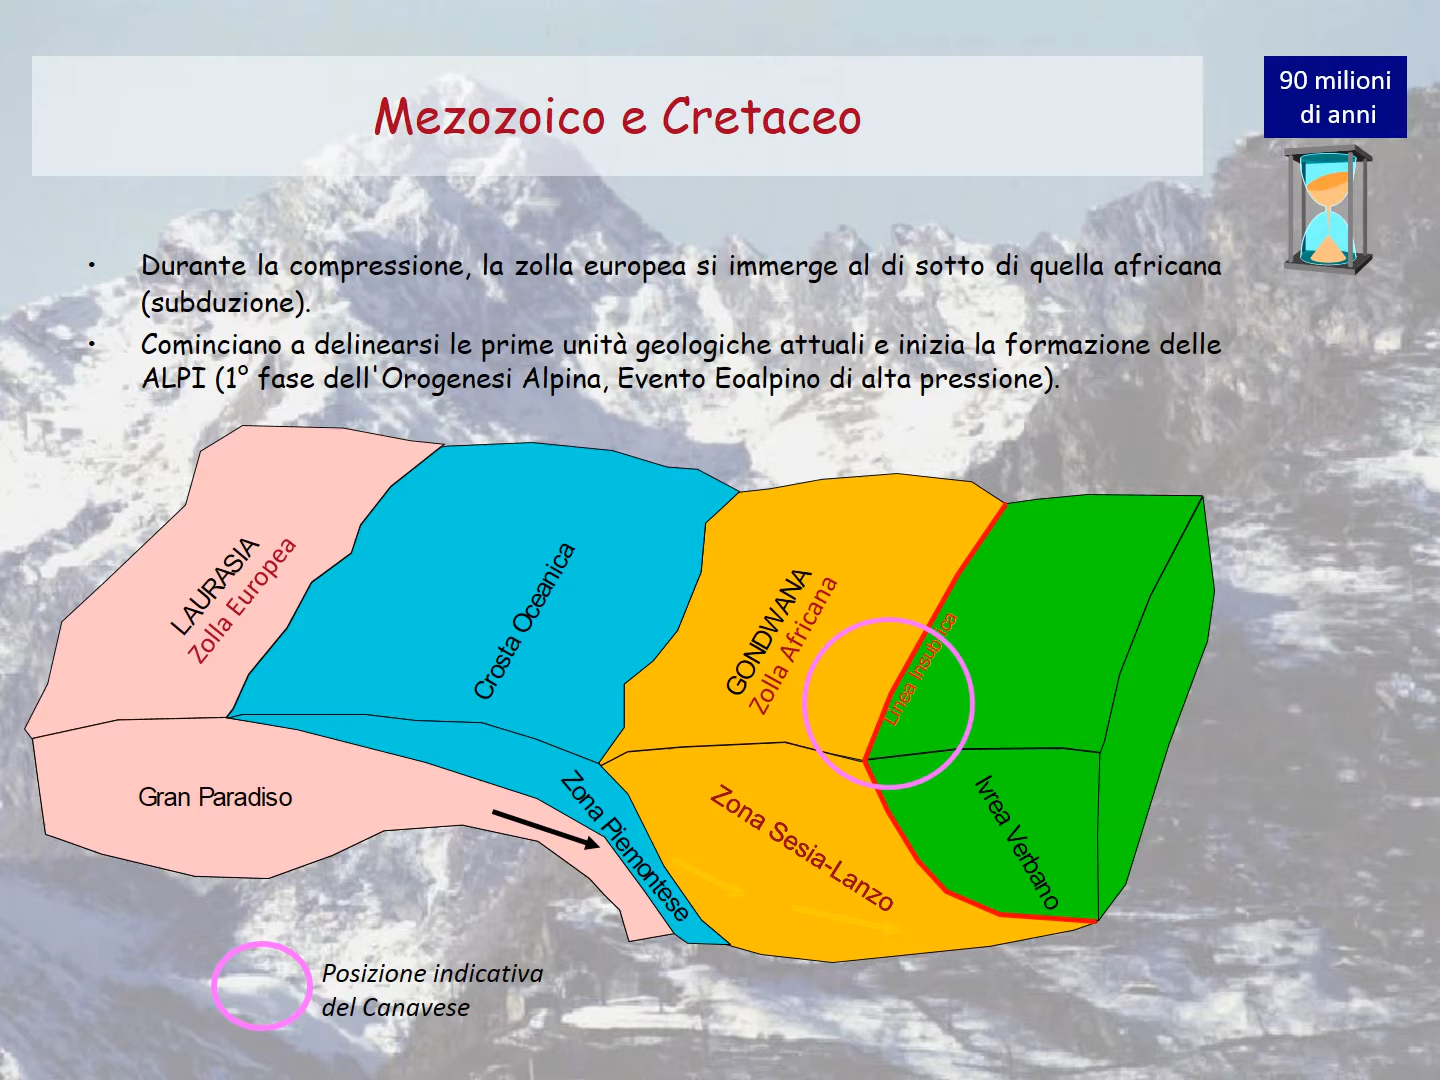 Mezozoico e Cretaceo
90 milioni
di anni
• Durante la compressione, la zolla europea si immerge al di sotto di quella africana
(subduzione).
• Cominciano a delinearsi le prime unità geologiche attuali e inizia la formazione delle
ALPI (1° fase dell'Orogenesi Alpina, Evento Eoalpino di alta pressione).
LAURASIA
Zolla Europea
Crosta Oceanica
GONDWANA
Zolla Africana
Linea Insubrica
Gran Paradiso
Zona Piemontese
Zona Sesia-Lanzo
Ivrea Verbano
Posizione indicativa
del Canavese